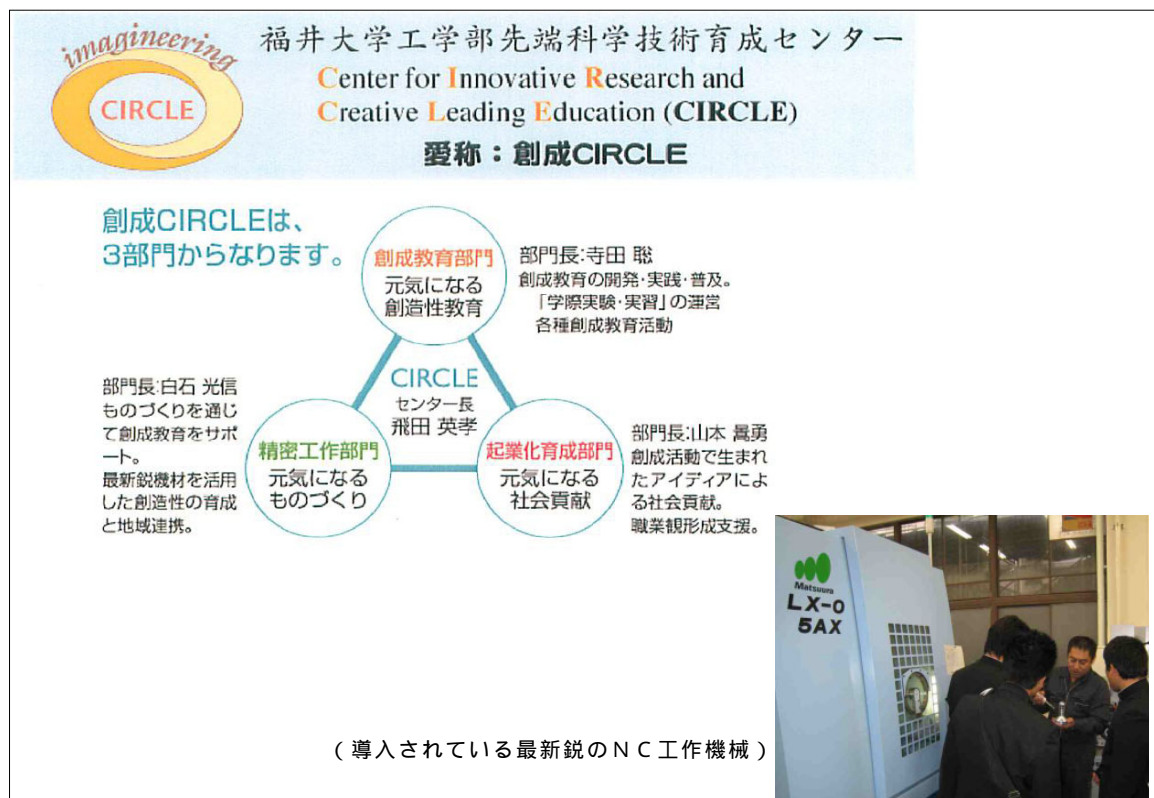 imagineering
CIRCLE
福井大学工学部先端科学技術育成センター
Center for Innovative Research and
Creative Leading Education (CIRCLE)
愛称：創成CIRCLE
創成CIRCLEは、
3部門からなります。
創成教育部門
元気になる
創造性教育
部門長:寺田 聡
創成教育の開発・実践・普及。
「学際実験・実習」の運営
各種創成教育活動
CIRCLE
センター長
飛田 英孝
部門長:白石 光信
ものづくりを通じ
て創成教育をサポ
ート。
最新鋭機材を活用
した創造性の育成
と地域連携。
精密工作部門
元気になる
ものづくり
起業化育成部門
元気になる
社会貢献
部門長:山本 暠勇
創成活動で生まれ
たアイディアによ
る社会貢献。
職業観形成支援。
Matsuura
LX-0
5AX
(導入されている最新鋭のＮＣ工作機械)